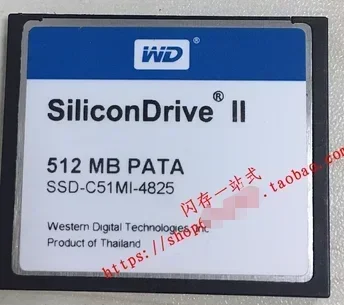 WD
SiliconDrive® II
512 MB PATA
SSD-C51MI-4825
闪存一站式
Western Digital Technologies Inc.
Product of Thailand
https://shop taobao.com